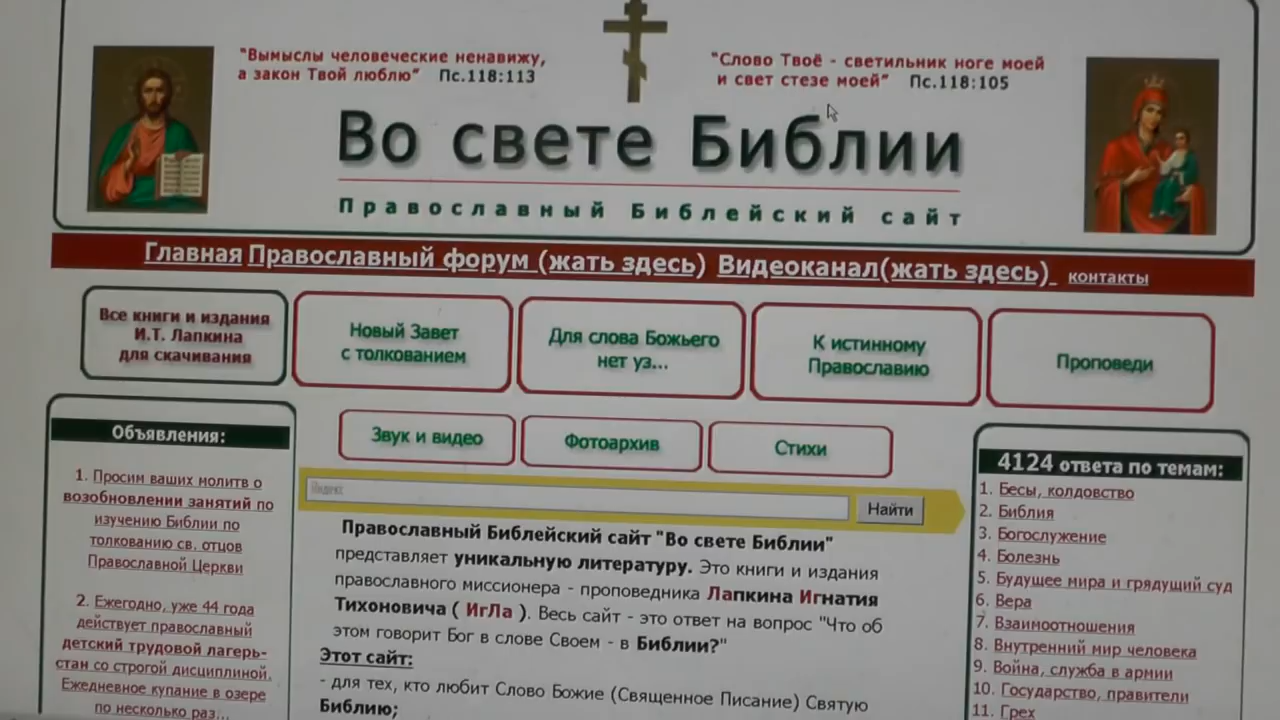 "Вымыслы человеческие ненавижу,
а закон Твой люблю" Пс.118:113
"Слово Твоё - светильник ноге моей
и свет стезе моей" Пс.118:105
Во свете Библии
Православный Библейский сайт
Главная Православный форум (жать здесь) Видеоканал(жать здесь) контакты
Все книги и издания
И.Т. Лапкина
для скачивания
Новый Завет
с толкованием
Для слова Божьего
нет уз...
К истинному
Православию
Проповеди
Звук и видео
Фотоархив
Стихи
Объявления:
1. Просим ваших молитв о
возобновлении занятий по
изучению Библии по
толкованию св. отцов
Православной Церкви
2. Ежегодно, уже 44 года
действует православный
детский трудовой лагерь-
стан со строгой дисциплиной.
Ежедневное купание в озере
по несколько раз...
Яндекс
Найти
Православный Библейский сайт "Во свете Библии"
представляет уникальную литературу. Это книги и издания
православного миссионера - проповедника Лапкина Игнатия
Тихоновича ( ИгЛа ). Весь сайт - это ответ на вопрос "Что об
этом говорит Бог в слове Своем - в Библии?"
Этот сайт:
- для тех, кто любит Слово Божие (Священное Писание) Святую
Библию;
4124 ответа по темам:
1. Бесы, колдовство
2. Библия
3. Богослужение
4. Болезнь
5. Будущее мира и грядущий суд
6. Вера
7. Взаимоотношения
8. Внутренний мир человека
9. Война, служба в армии
10. Государство, правители
11. Грех